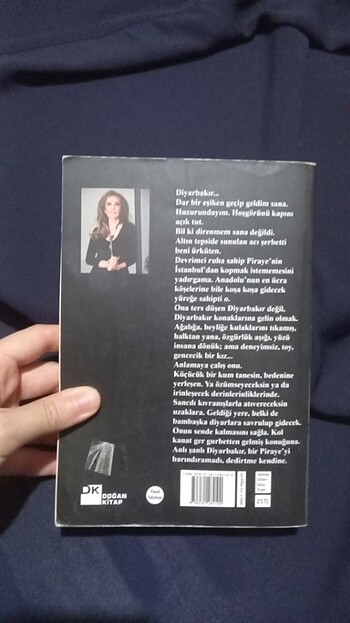 Diyarbakır...
Dar bir eşiken geçip geldim sana.
Huzurundayım. Hoşgörünü kapını
açık tut.
Bil ki direnmem sana değildi.
Altın tepside sunulan acı şerbetti
beni ürküten.
Devrimci ruha sahip Piraye'nin
İstanbul'dan kopmak istememesini
yadırgama. Anadolu'nun en ücra
köşelerine bile koşa koşa gidecek
yüreğe sahipti o.
Ona ters düşen Diyarbakır değil,
Diyarbakır konaklarına gelin olmak.
Ağalığa, beyliğe kulaklarını tıkamış,
halktan yana, özgürlük aşığı, yüzü
insana dönük; ama deneyimsiz, toy,
gencecik bir kız...
Anlamaya çalış onu.
Küçücük bir kum tanesin, bedenine
yerleşen. Ya özümseyeceksin ya da
irinleşecek derinlerinliklerinde.
Sancılı kıvranışlarla atıvereceksin
uzaklara. Geldiği yere, belki de
bambaşka diyarlara savrulup gidecek.
Onun sende kalmasını sağla. Kol
kanat ger gurbetten gelmiş konuğuna.
Anlı şanlı Diyarbakır, bir Piraye'yi
barındıramadı, dedirtme kendine.
DK
DOĞAN
KİTAP